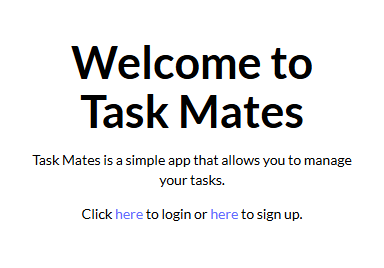 Welcome to
Task Mates
Task Mates is a simple app that allows you to manage
your tasks.
Click here to login or here to sign up.